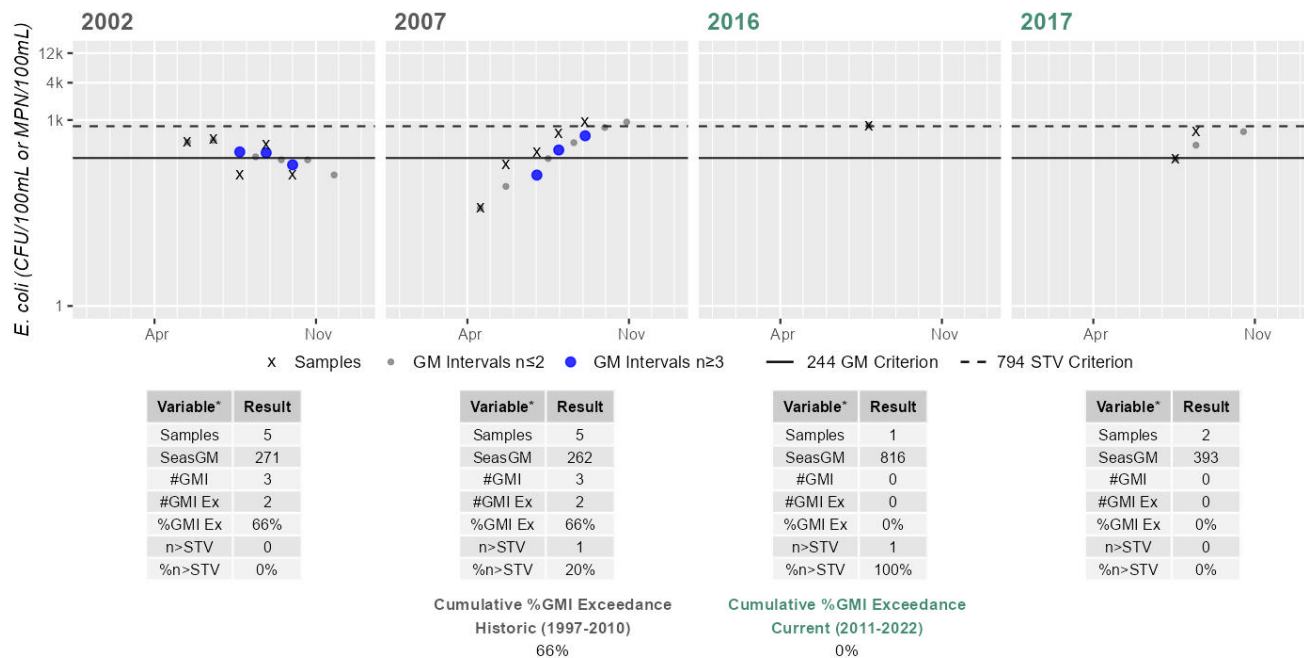 2002 2007 2016 2017
E. coli (CFU/100mL or MPN/100mL)
12k
4k
1k
1
Apr Nov Apr Nov Apr Nov Apr Nov
x Samples GM Intervals n≤2 GM Intervals n≥3 244 GM Criterion 794 STV Criterion
Variable* Result Variable* Result Variable* Result Variable* Result
Samples 5 Samples 5 Samples 1 Samples 2
SeasGM 271 SeasGM 262 SeasGM 816 SeasGM 393
#GMI 3 #GMI 3 #GMI 0 #GMI 0
#GMI Ex 2 #GMI Ex 2 #GMI Ex 0 #GMI Ex 0
%GMI Ex 66% %GMI Ex 66% %GMI Ex 0% %GMI Ex 0%
n>STV 0 n>STV 1 n>STV 1 n>STV 0
%n>STV 0% %n>STV 20% %n>STV 100% %n>STV 0%
Cumulative %GMI Exceedance Cumulative %GMI Exceedance
Historic (1997-2010) Current (2011-2022)
66% 0%